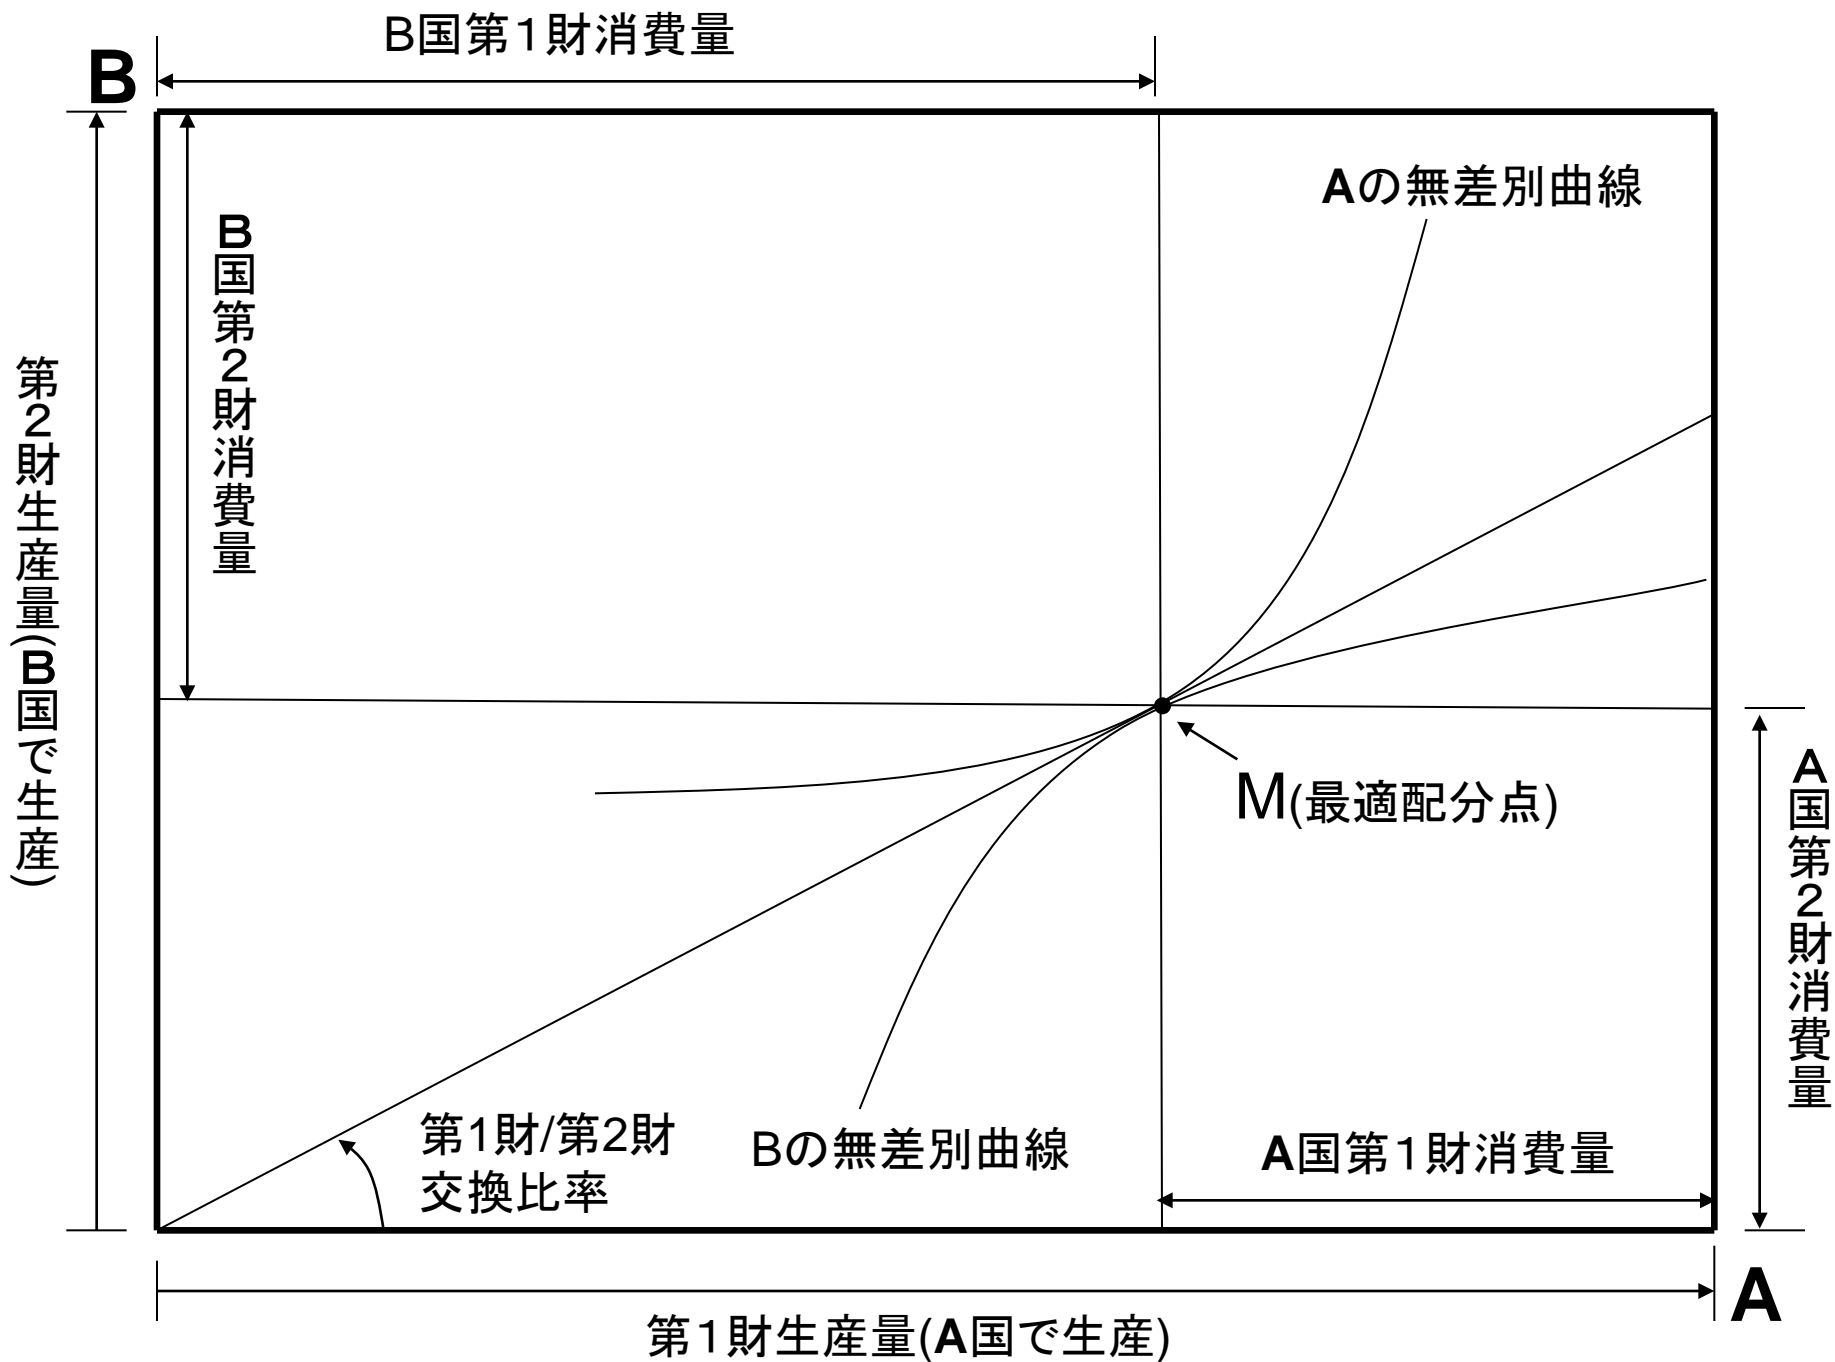 B国第１財消費量
B
Aの無差別曲線
B国第２財消費量
第２財生産量(B国で生産)
M(最適配分点)
A国第２財消費量
第1財/第2財
交換比率
Bの無差別曲線
A国第１財消費量
A
第１財生産量(A国で生産)